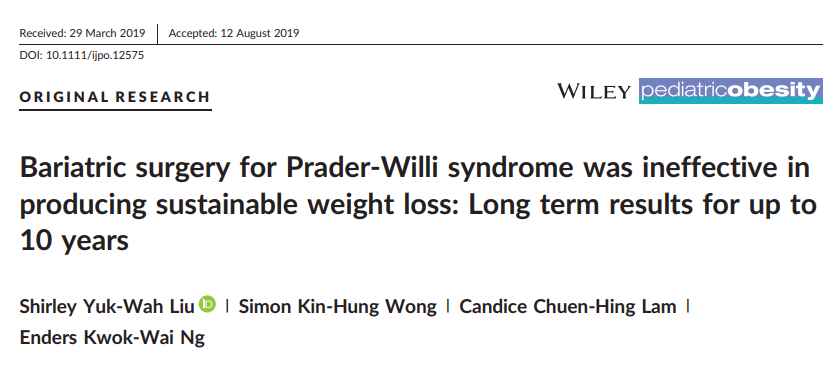 Received: 29 March 2019 | Accepted: 12 August 2019
DOI: 10.1111/ijpo.12575
ORIGINAL RESEARCH
WILEY pediatricobesity
Bariatric surgery for Prader-Willi syndrome was ineffective in
producing sustainable weight loss: Long term results for up to
10 years
Shirley Yuk-Wah Liu iD | Simon Kin-Hung Wong | Candice Chuen-Hing Lam |
Enders Kwok-Wai Ng